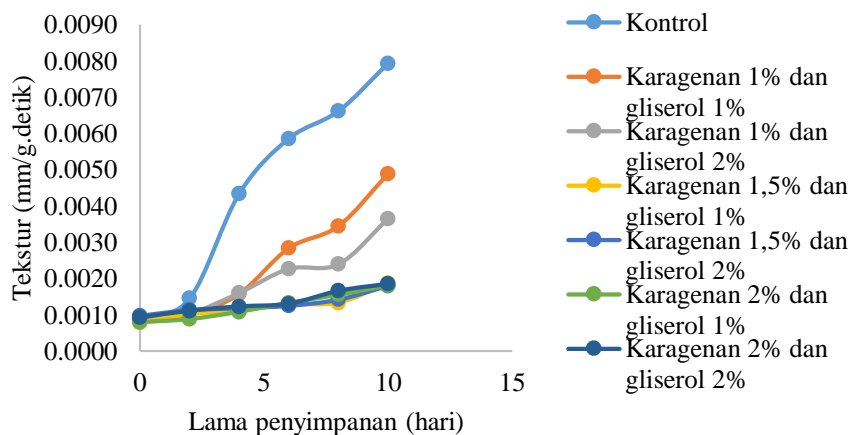 0.0090
0.0080
0.0070
0.0060
0.0050
0.0040
0.0030
0.0020
0.0010
0.0000
Tekstur (mm/g.detik)
0 5 10 15
Lama penyimpanan (hari)
Kontrol
Karagenan 1% dan
gliserol 1%
Karagenan 1% dan
gliserol 2%
Karagenan 1,5% dan
gliserol 1%
Karagenan 1,5% dan
gliserol 2%
Karagenan 2% dan
gliserol 1%
Karagenan 2% dan
gliserol 2%